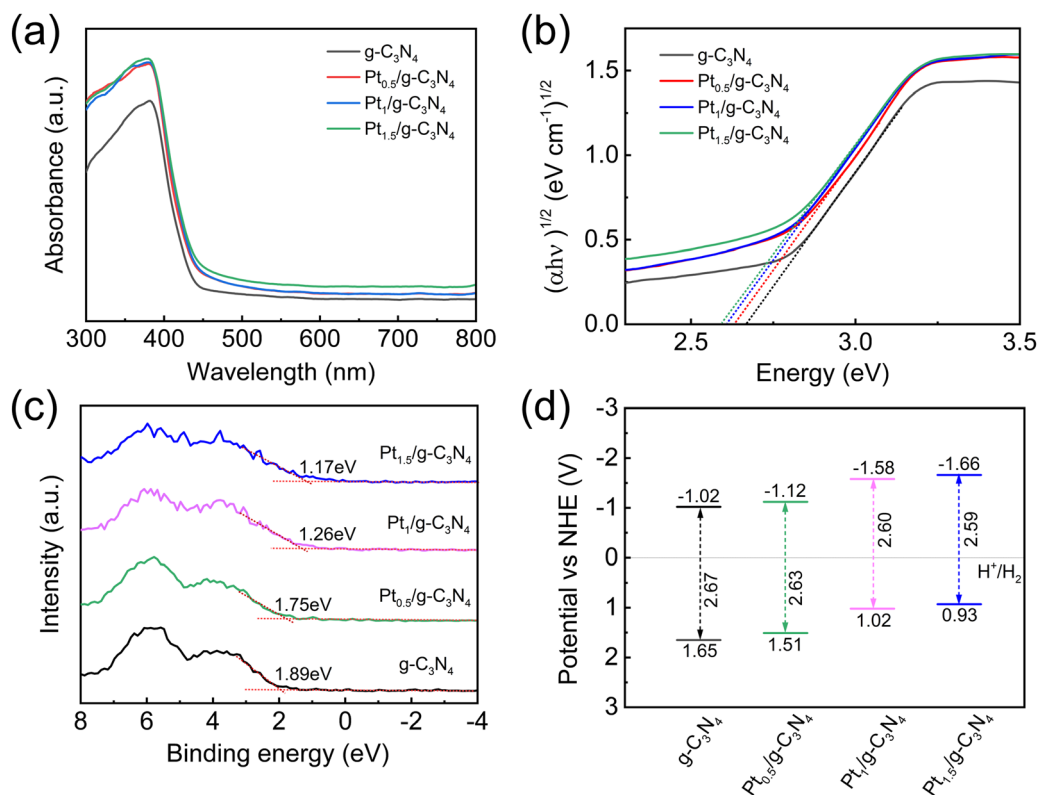 (a)
g-C₃N₄
Pt₀.₅/g-C₃N₄
Pt₁/g-C₃N₄
Pt₁.₅/g-C₃N₄
Absorbance (a.u.)
300 400 500 600 700 800
Wavelength (nm)
(b)
g-C₃N₄
Pt₀.₅/g-C₃N₄
Pt₁/g-C₃N₄
Pt₁.₅/g-C₃N₄
(αhν)^1/2 (eV cm⁻¹)^1/2
1.5
1.0
0.5
0.0
2.5 3.0 3.5
Energy (eV)
(c)
Pt₁.₅/g-C₃N₄
1.17eV
Pt₁/g-C₃N₄
1.26eV
Pt₀.₅/g-C₃N₄
1.75eV
g-C₃N₄
1.89eV
Intensity (a.u.)
8 6 4 2 0 -2 -4
Binding energy (eV)
(d)
Potential vs NHE (V)
-3
-2
-1
0
1
2
3
-1.02 -1.12 -1.58 -1.66
2.67 2.63 2.60 2.59
H⁺/H₂
1.65 1.51 1.02 0.93
g-C₃N₄
Pt₀.₅/g-C₃N₄
Pt₁/g-C₃N₄
Pt₁.₅/g-C₃N₄